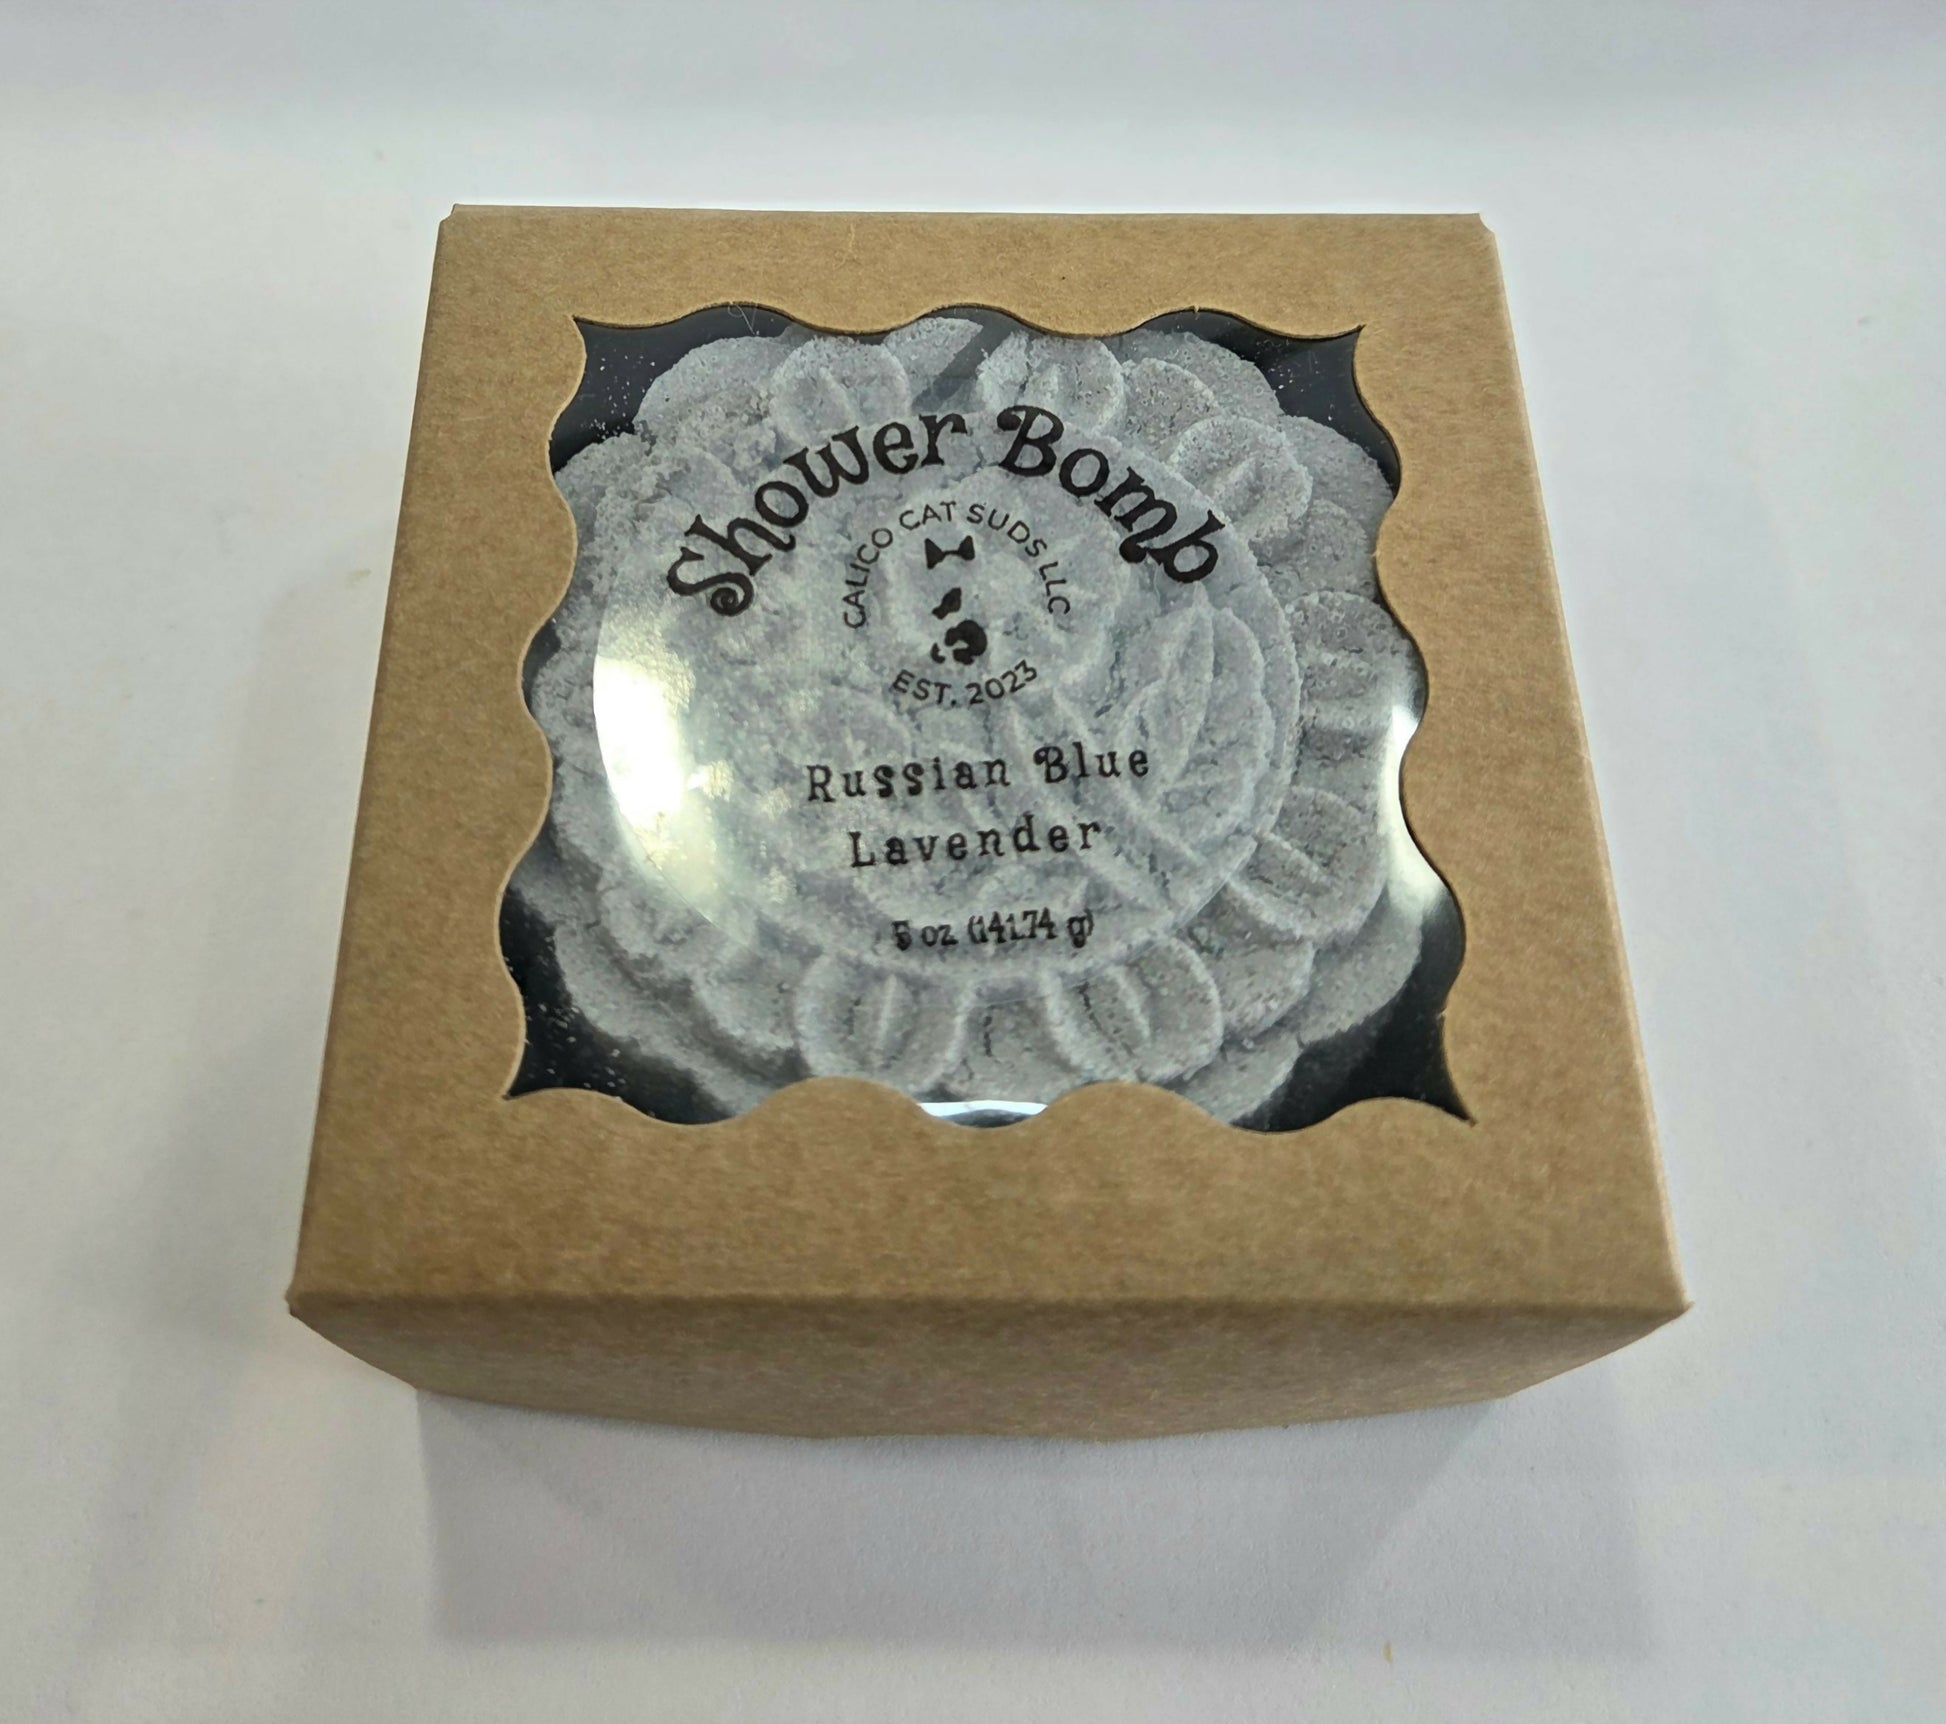 Shower Bomb
CALICO CAT SUDS LLC
EST. 2023
Russian Blue
Lavender
5 oz (141.74 g)